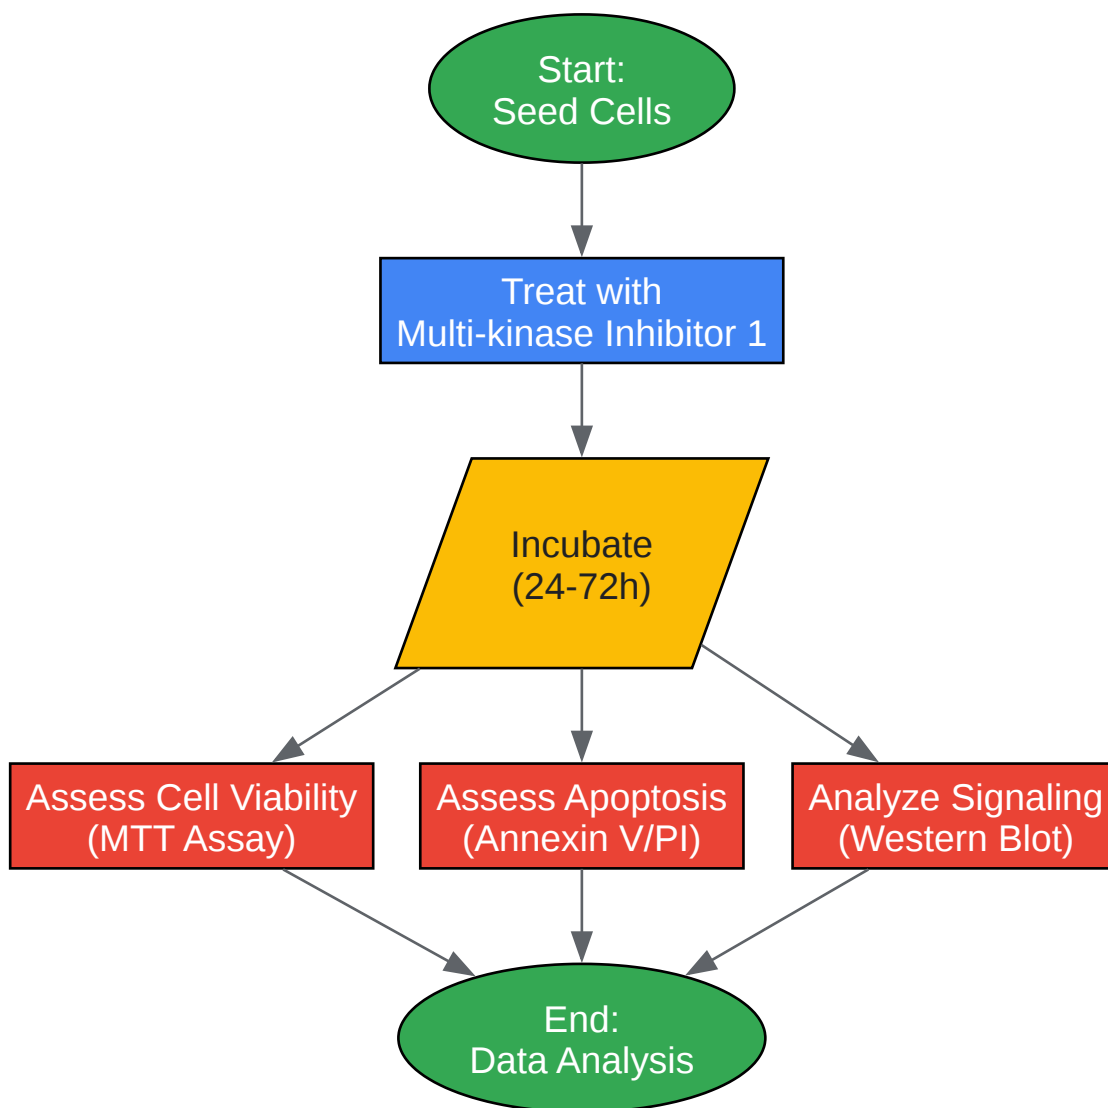 Start:
Seed Cells
Treat with
Multi-kinase Inhibitor 1
Incubate
(24-72h)
Assess Cell Viability
(MTT Assay)
Assess Apoptosis
(Annexin V/PI)
Analyze Signaling
(Western Blot)
End:
Data Analysis